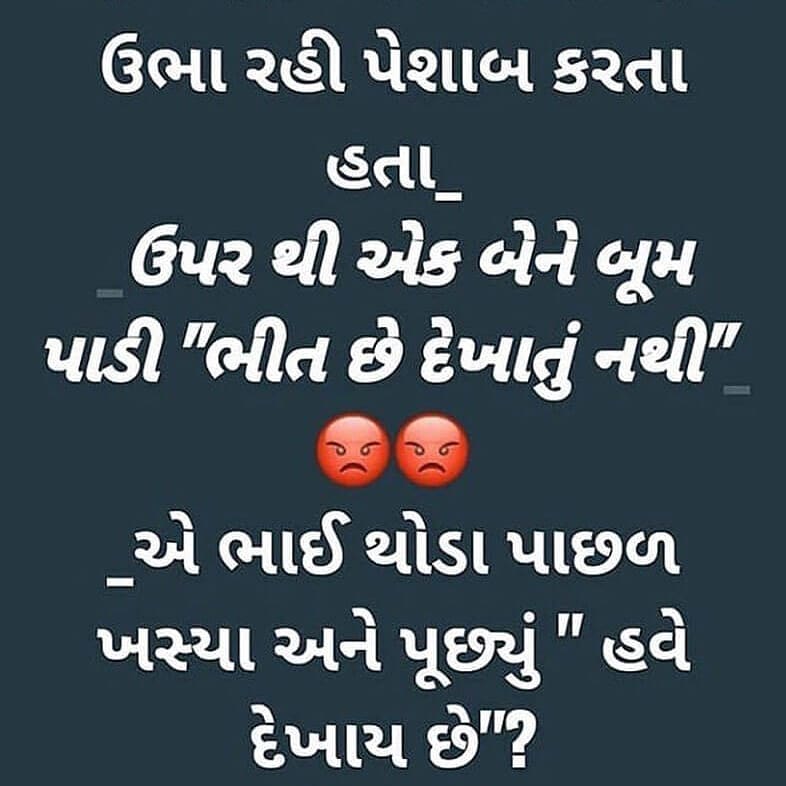 ઉભા રહી પેશાબ કરતા
હતા_
_ઉપર થી એક બેને બૂમ
પાડી "ભીત છે દેખાતું નથી"_
😡😡
_એ ભાઈ થોડા પાછળ
ખસ્યા અને પૂછ્યું " હવે
દેખાય છે"?